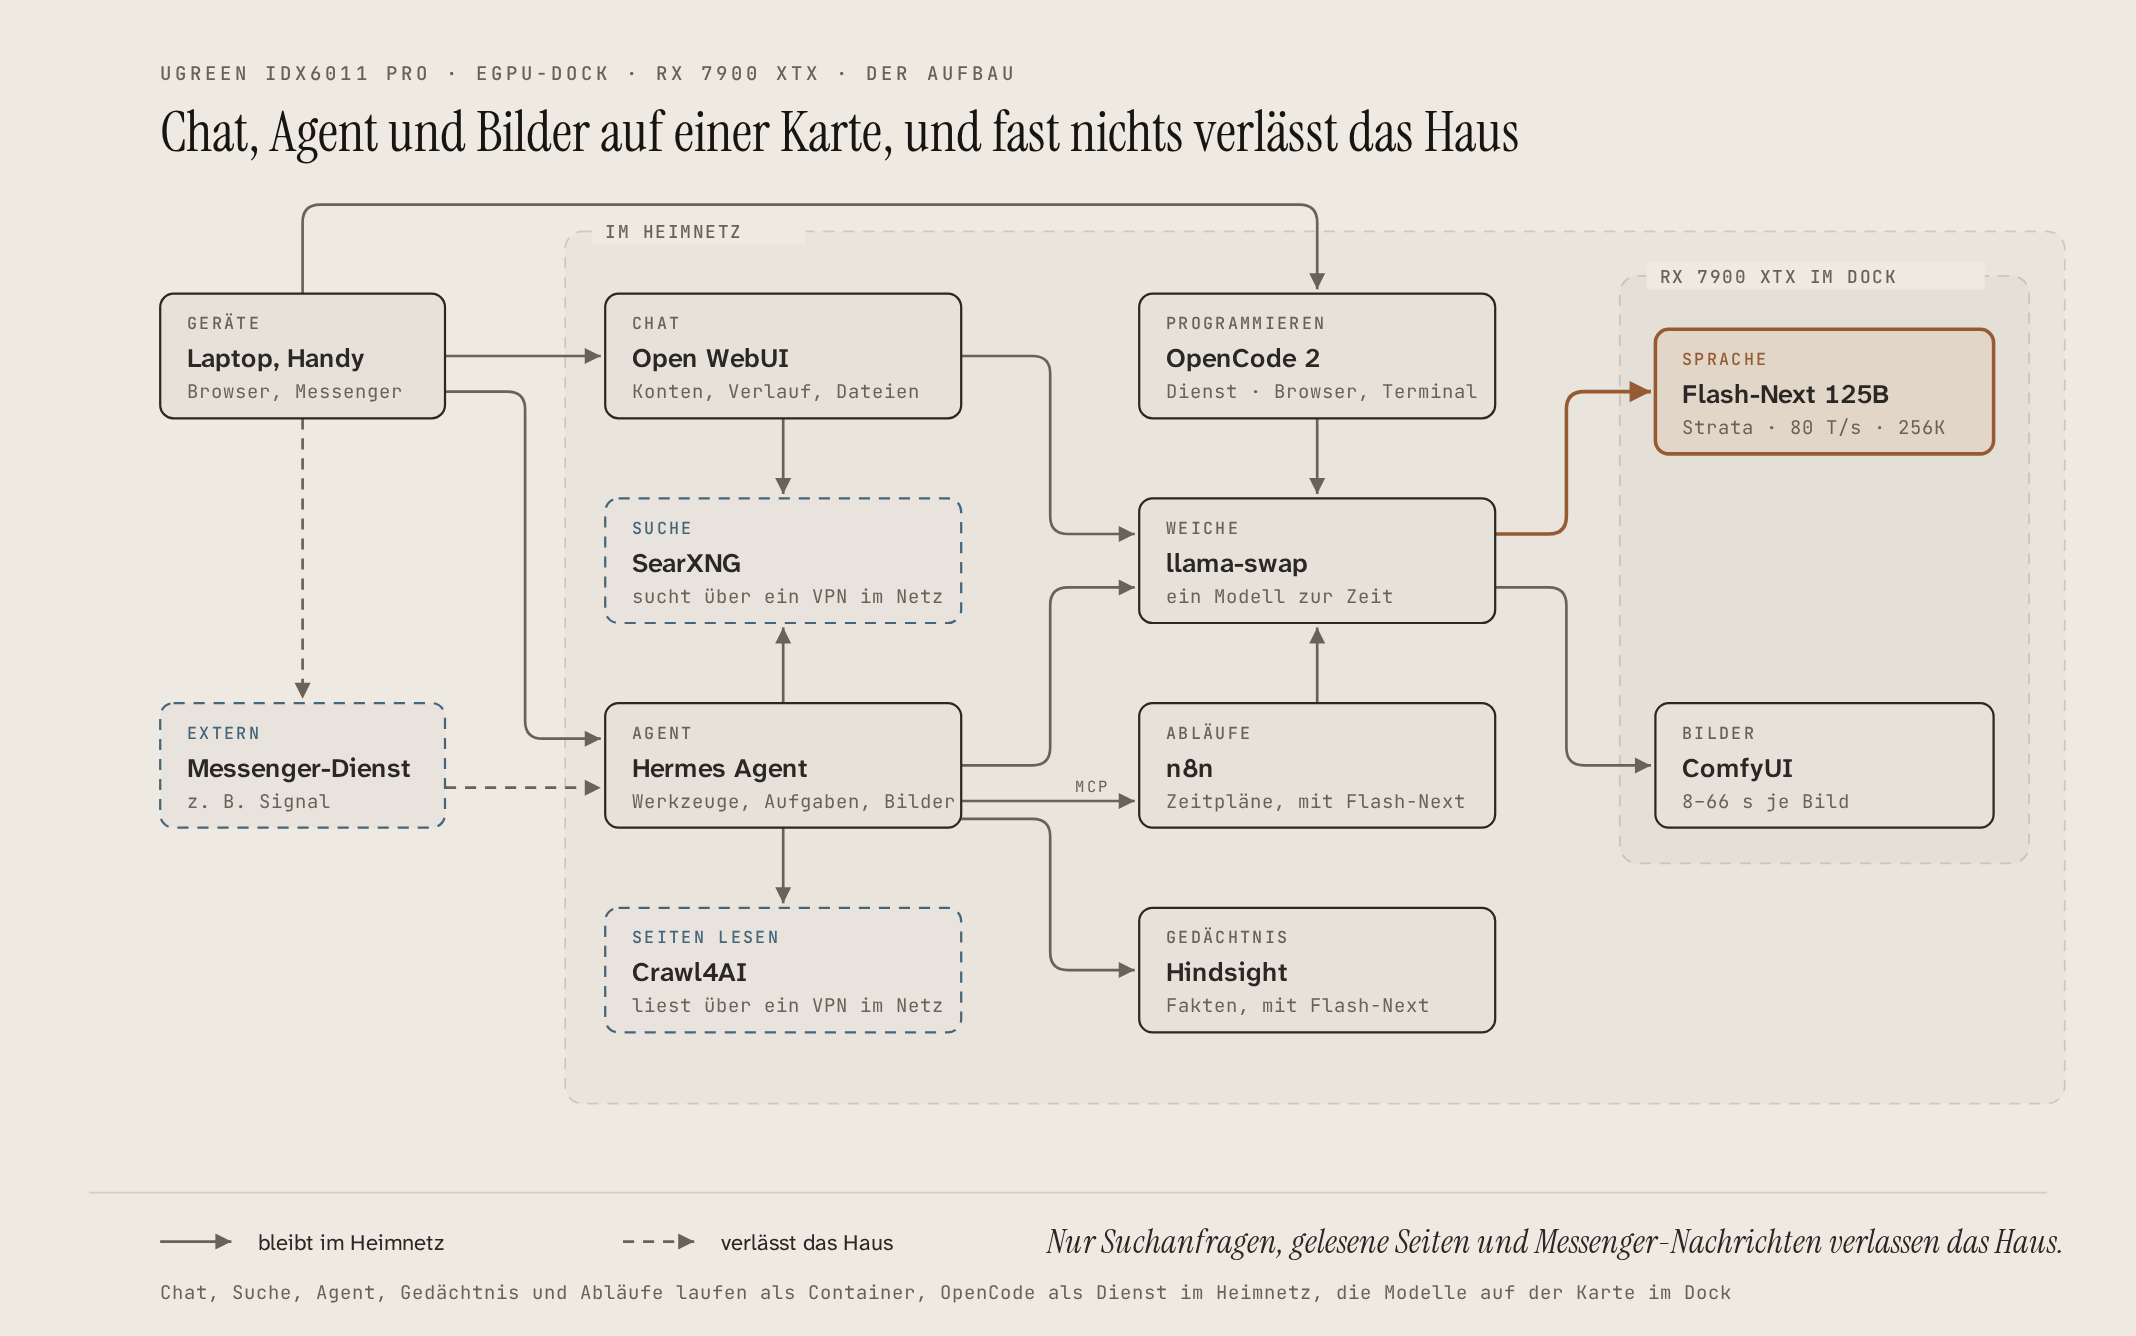 UGREEN IDX6011 PRO · EGPU-DOCK · RX 7900 XTX · DER AUFBAU
Chat, Agent und Bilder auf einer Karte, und fast nichts verlässt das Haus
IM HEIMNETZ
RX 7900 XTX IM DOCK
GERÄTE
Laptop, Handy
Browser, Messenger
CHAT
Open WebUI
Konten, Verlauf, Dateien
PROGRAMMIEREN
OpenCode 2
Dienst · Browser, Terminal
SPRACHE
Flash-Next 125B
Strata · 80 T/s · 256K
SUCHE
SearXNG
sucht über ein VPN im Netz
WEICHE
llama-swap
ein Modell zur Zeit
EXTERN
Messenger-Dienst
z. B. Signal
AGENT
Hermes Agent
Werkzeuge, Aufgaben, Bilder
MCP
ABLÄUFE
n8n
Zeitpläne, mit Flash-Next
BILDER
ComfyUI
8–66 s je Bild
SEITEN LESEN
Crawl4AI
liest über ein VPN im Netz
GEDÄCHTNIS
Hindsight
Fakten, mit Flash-Next
bleibt im Heimnetz
verlässt das Haus
Nur Suchanfragen, gelesene Seiten und Messenger-Nachrichten verlassen das Haus.
Chat, Suche, Agent, Gedächtnis und Abläufe laufen als Container, OpenCode als Dienst im Heimnetz, die Modelle auf der Karte im Dock